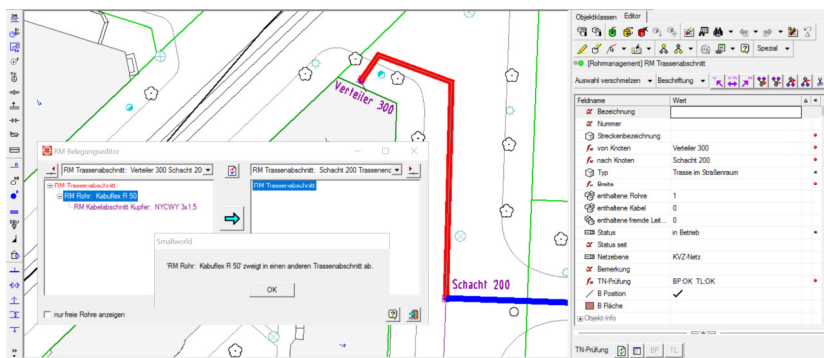 Objektklassen Editor
Spezial
[Rohrmanagement] RM Trassenabschnitt
Auswahl verschmelzen Beschriftung
Feldname Wert A *
Bezeichnung
Nummer
Streckenbezeichnung
von Knoten Verteiler 300
nach Knoten Schacht 200
Typ Trasse im Straßenraum
Breite
enthaltene Rohre 1
enthaltene Kabel 0
enthaltene fremde Leit... 0
Status in Betrieb
Status seit
Netzebene KVZ-Netz
Bemerkung
TN-Prüfung BP:OK TL:OK
B Position
B Fläche
Objekt-Info
TN-Prüfung BP TL
Verteiler 300
Schacht 200
RM Belegungseditor
RM Trassenabschnitt: Verteiler 300 Schacht 20
RM Trassenabschnitt: Schacht 200 Trassenend
RM Trassenabschnitt
RM Rohr: Kabuflex R 50
RM Kabelabschnitt Kupfer: NYCWY 3x1,5
RM Trassenabschnitt
Smallworld
'RM Rohr: Kabuflex R 50' zweigt in einen anderen Trassenabschnitt ab.
OK
nur freie Rohre anzeigen